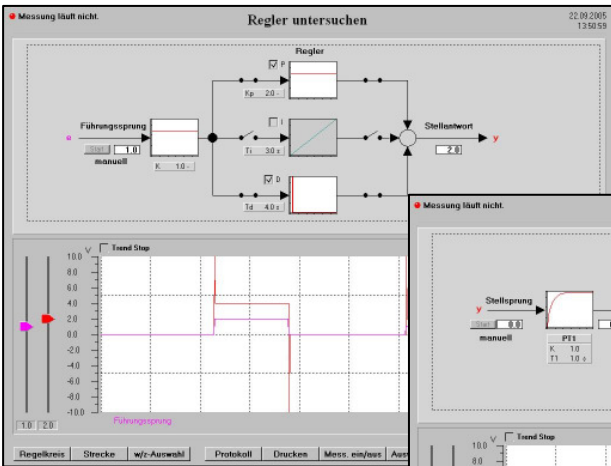 Messung läuft nicht.
Regler untersuchen
22.09.2005
13:50:59
Regler
P
Kp 2.0 -
Führungssprung
e
Start 1.0
manuell
K 1.0 -
I
Ti 3.0 s
Stellantwort
y
2.0
D
Td 4.0 s
V
Trend Stop
10.0
8.0
6.0
4.0
2.0
0.0
-2.0
-4.0
-6.0
-8.0
-10.0
1.0 2.0
Führungssprung
Regelkreis Strecke w/z-Auswahl Protokoll Drucken Mess. ein/aus
Messung läuft nicht.
Stellsprung
y
Start 0.0
manuell
PT1
K 1.0
T1 1.0 s
V
Trend Stop
10.0
8.0